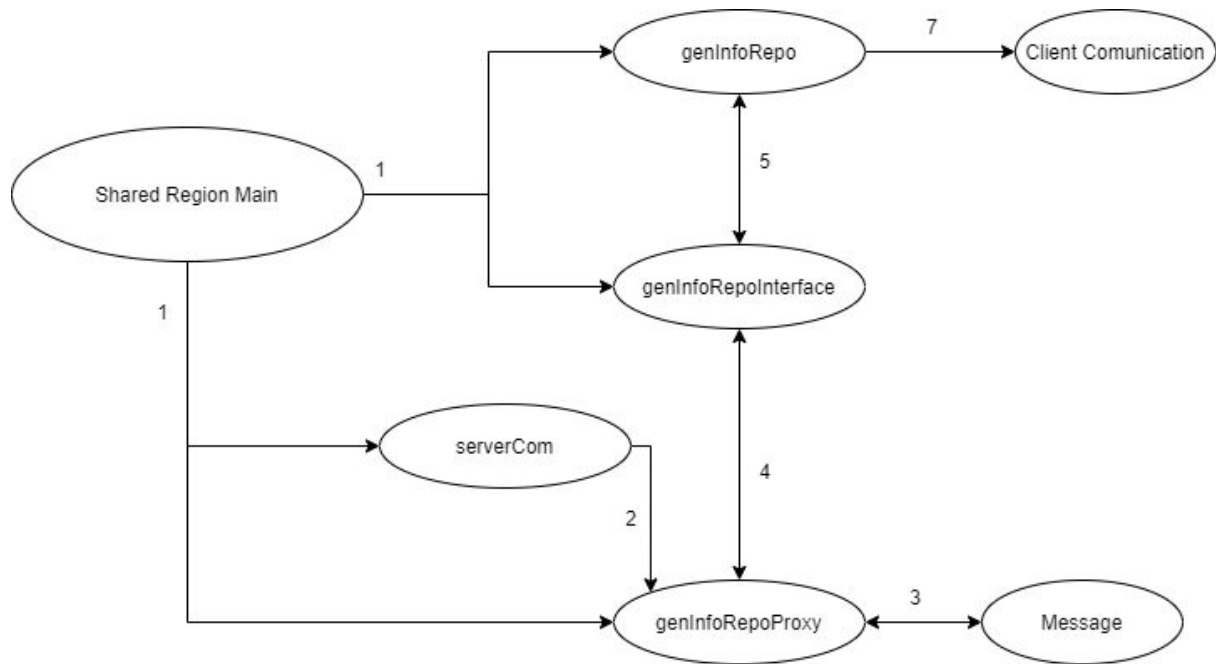 genInfoRepo
7
Client Comunication
1
5
Shared Region Main
genInfoRepoInterface
1
serverCom
4
2
genInfoRepoProxy
3
Message